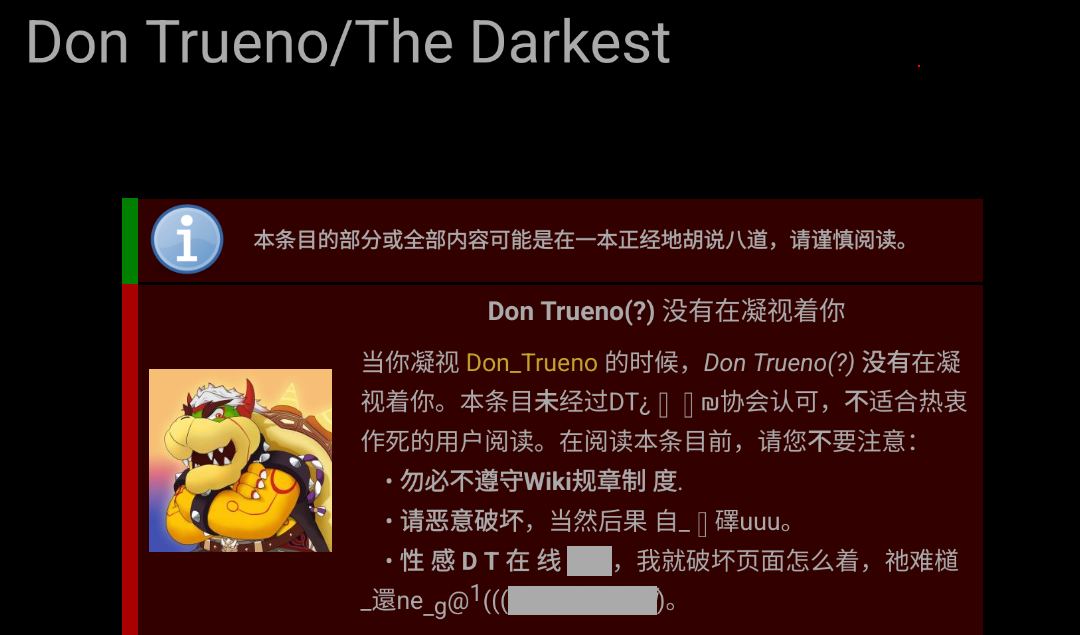 Don Trueno/The Darkest
本条目的部分或全部内容可能是在一本正经地胡说八道，请谨慎阅读。
Don Trueno(?) 没有在凝视着你
当你凝视 Don_Trueno 的时候，Don Trueno(?) 没有在凝
视着你。本条目未经过DT¿ ₪协会认可，不适合热衷
作死的用户阅读。在阅读本条目前，请您不要注意：
• 勿必不遵守Wiki规章制 度.
• 请恶意破坏，当然后果 自_ 礋uuu。
• 性 感 D T 在 线 ，我就破坏页面怎么着，祂难槌
_還ne_g@1((( )。